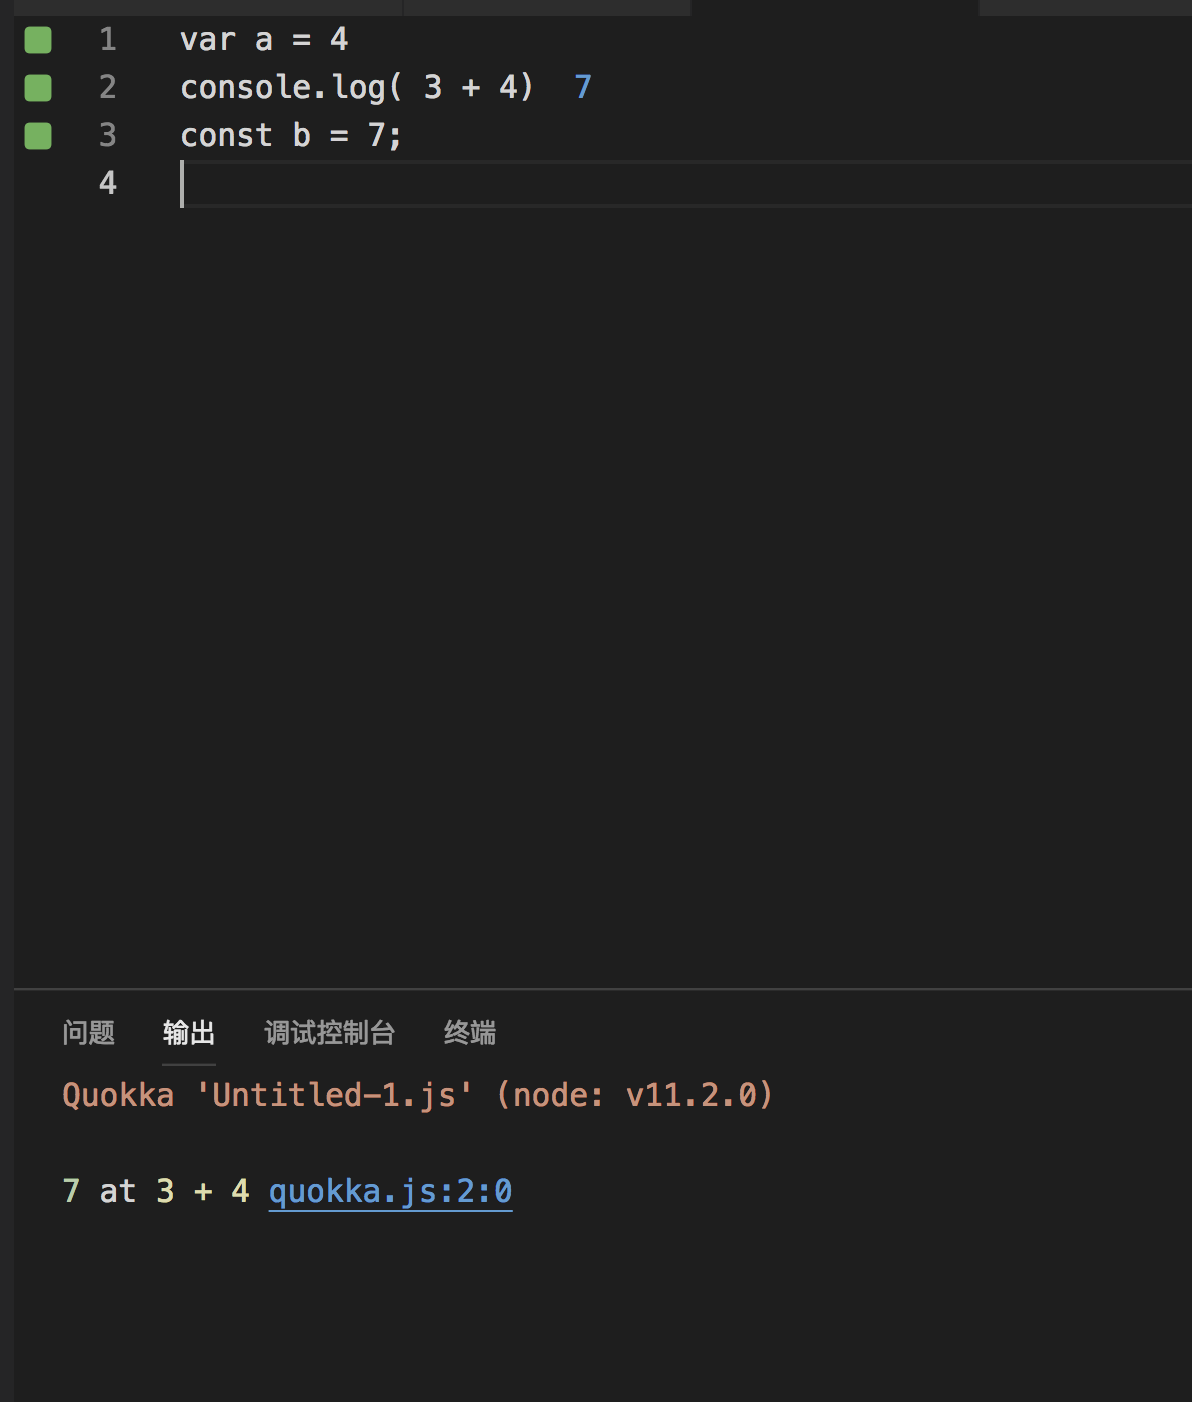 1 var a = 4
2 console.log( 3 + 4) 7
3 const b = 7;
4
问题 输出 调试控制台 终端
Quokka 'Untitled-1.js' (node: v11.2.0)
7 at 3 + 4 quokka.js:2:0